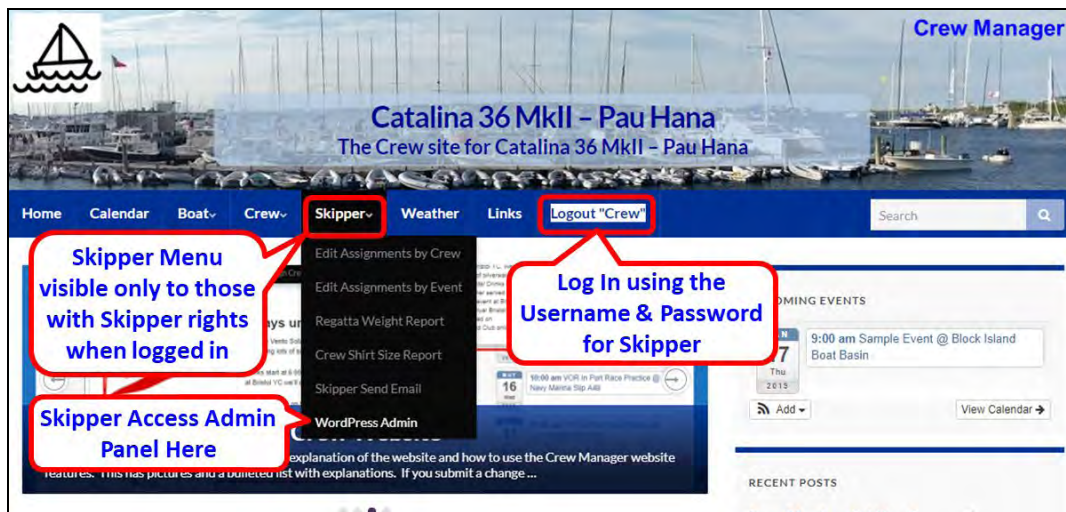 Crew Manager
Catalina 36 MkII – Pau Hana
The Crew site for Catalina 36 MkII – Pau Hana
Home Calendar Boat Crew Skipper Weather Links Logout "Crew" Search
Skipper Menu
visible only to those
with Skipper rights
when logged in
Edit Assignments by Crew
Edit Assignments by Event
Regatta Weight Report
Crew Shirt Size Report
Skipper Send Email
WordPress Admin
Log In using the
Username & Password
for Skipper
Skipper Access Admin
Panel Here
16
10:00 am VOR In Port Race Practice @
Navy Marina Slip A48
explanation of the website and how to use the Crew Manager website
features. This has pictures and a bulleted list with explanations. If you submit a change ...
OMING EVENTS
7
Thu
2015
9:00 am Sample Event @ Block Island
Boat Basin
Add View Calendar
RECENT POSTS